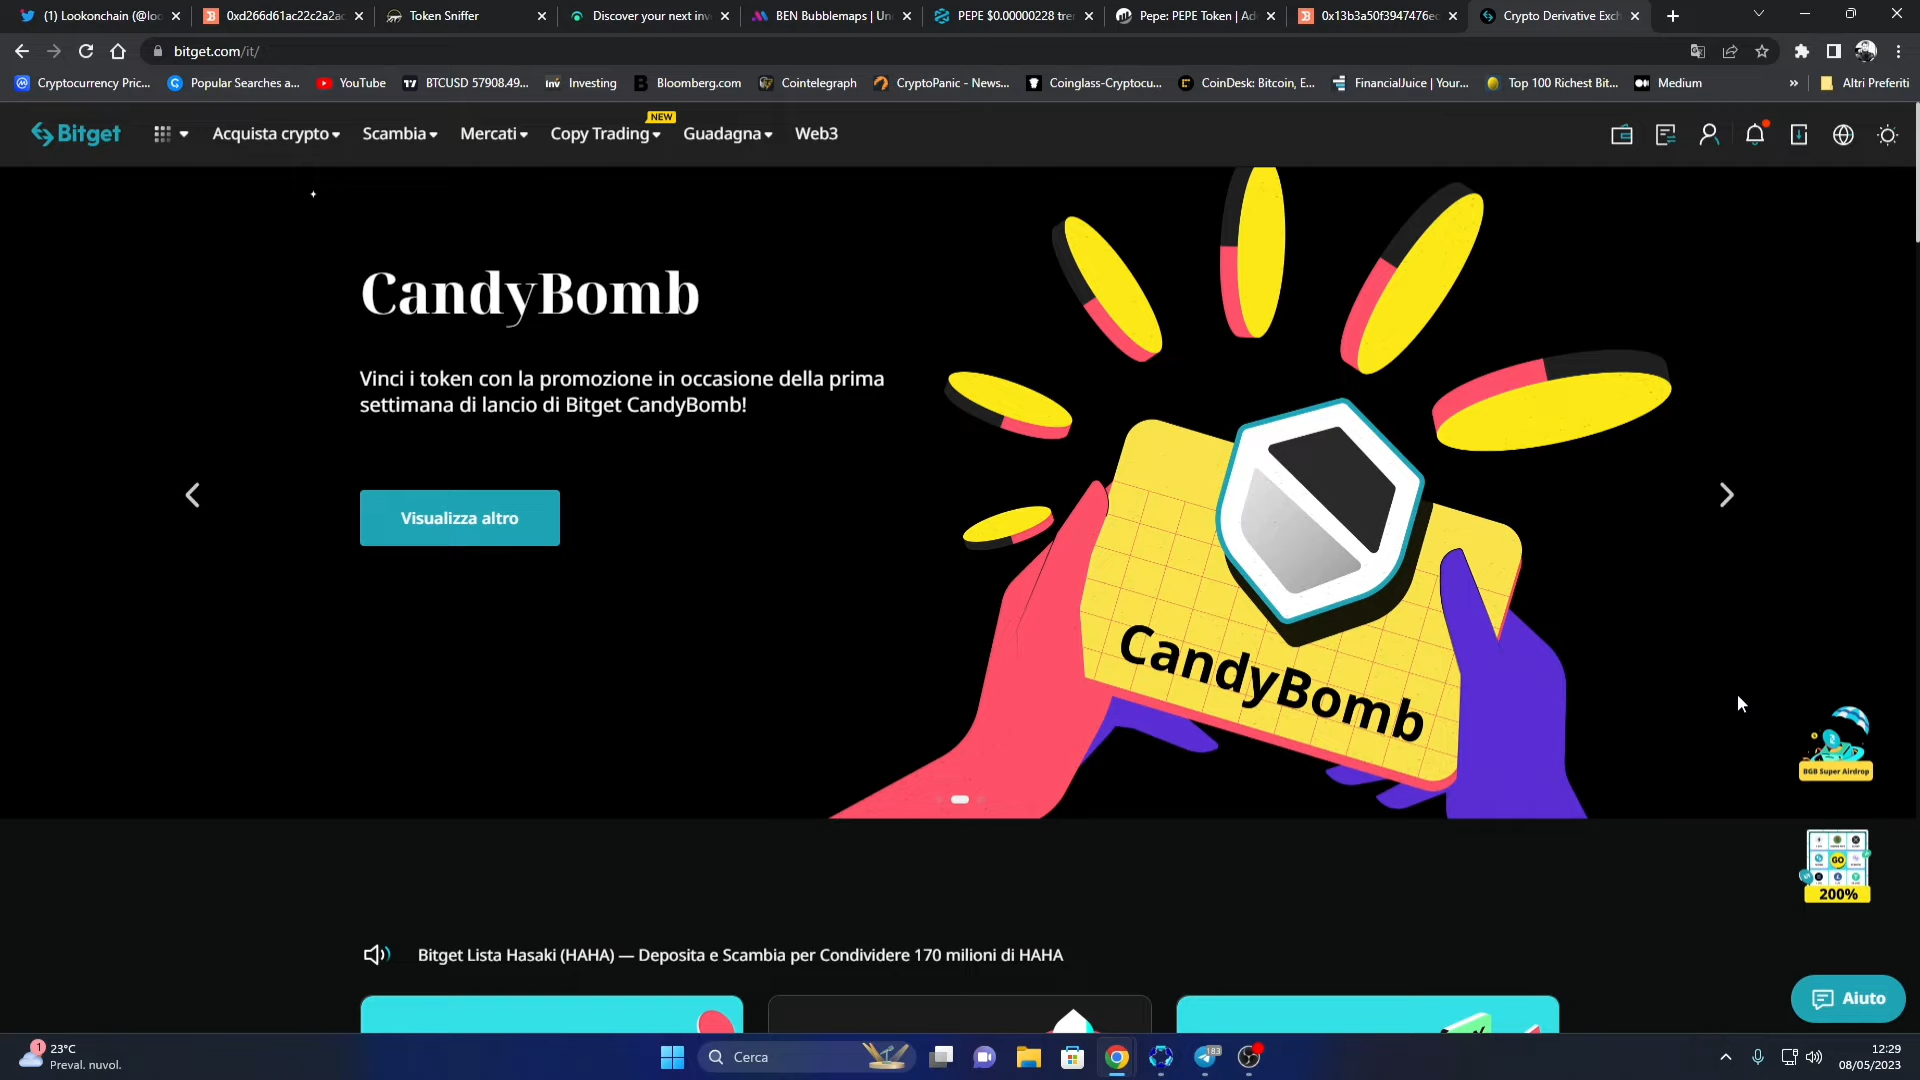 (1) Lookonchain (@loo
0xd266d61ac22c2a2ac
Token Sniffer
Discover your next inv
BEN Bubblemaps | Un
PEPE $0.00000228 tre
Pepe: PEPE Token | Ad
0x13b3a50f3947476ec
Crypto Derivative Exch
bitget.com/it/
Cryptocurrency Pric...
Popular Searches a...
YouTube
BTCUSD 57908.49...
Investing
Bloomberg.com
Cointelegraph
CryptoPanic - News...
Coinglass-Cryptocu...
CoinDesk: Bitcoin, E...
FinancialJuice | Your...
Top 100 Richest Bit...
Medium
»
Altri Preferiti
Bitget
Acquista crypto
Scambia
Mercati
Copy Trading
NEW
Guadagna
Web3
CandyBomb
Vinci i token con la promozione in occasione della prima
settimana di lancio di Bitget CandyBomb!
Visualizza altro
CandyBomb
BGB Super Airdrop
GO
200%
Bitget Lista Hasaki (HAHA) — Deposita e Scambia per Condividere 170 milioni di HAHA
Aiuto
1
23°C
Preval. nuvol.
Cerca
183
12:29
08/05/2023